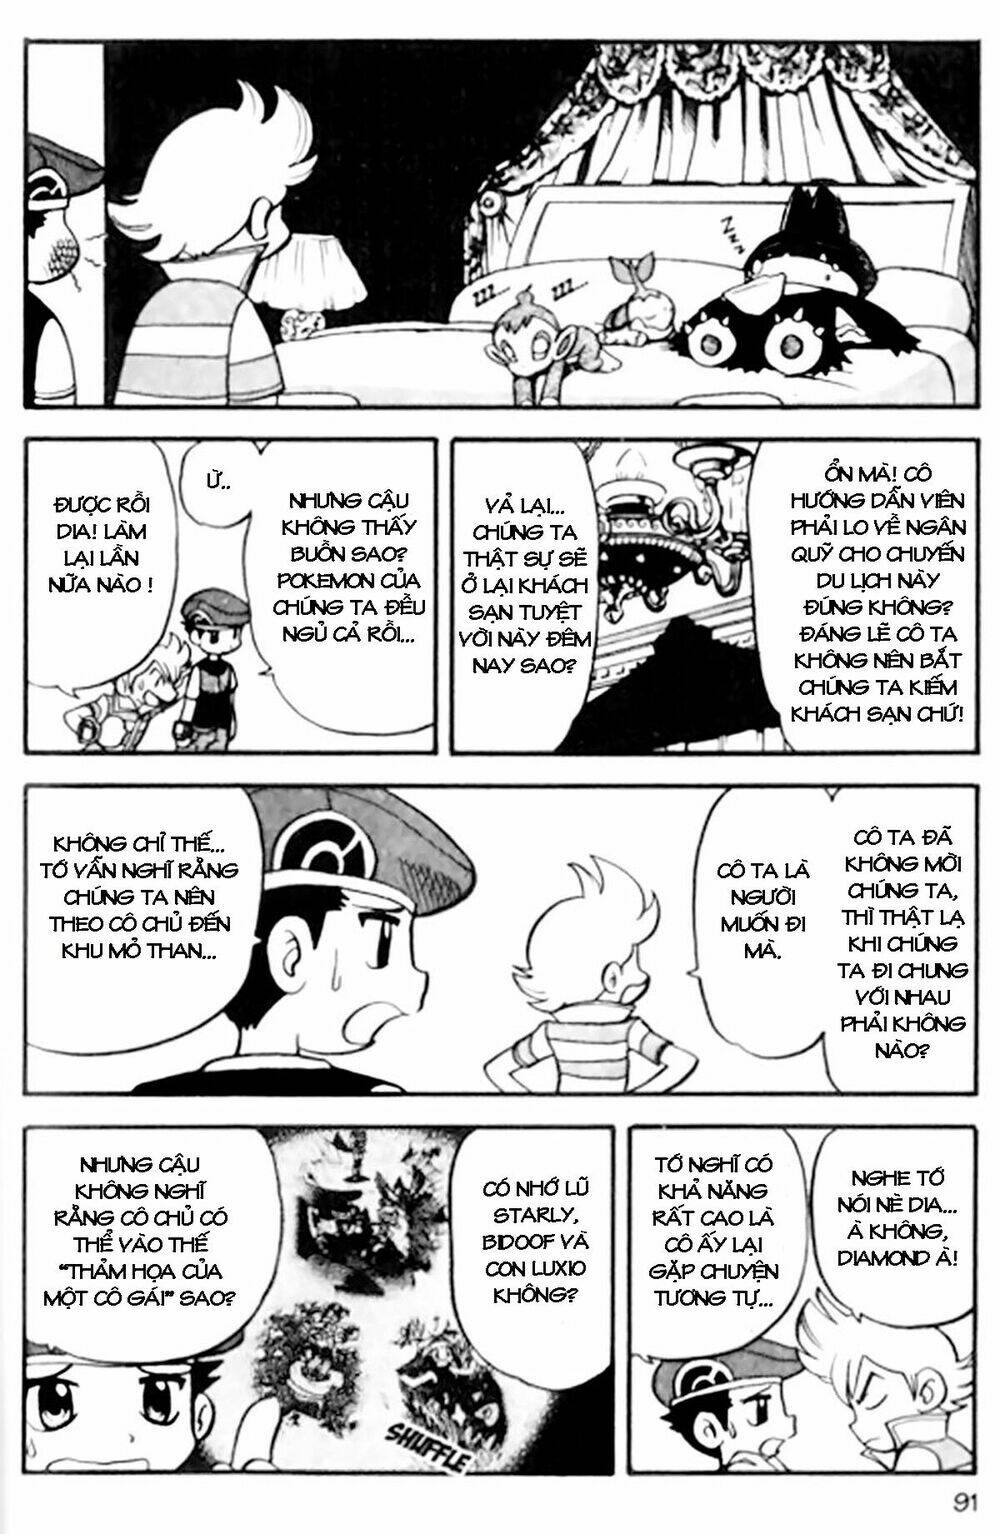 ZZZ...
ZZZ...
ZZZ
ỔN MÀ! CÔ
HƯỚNG DẪN VIÊN
PHẢI LO VỀ NGÂN
QUỸ CHO CHUYẾN
DU LỊCH NÀY
ĐÚNG KHÔNG?
ĐÁNG LẼ CÔ TA
KHÔNG NÊN BẮT
CHÚNG TA KIẾM
KHÁCH SẠN CHỨ!
VẢ LẠI...
CHÚNG TA
THẬT SỰ SẼ
Ở LẠI KHÁCH
SẠN TUYỆT
VỜI NÀY ĐÊM
NAY SAO?
NHƯNG CẬU
KHÔNG THẤY
BUỒN SAO?
POKEMON CỦA
CHÚNG TA ĐỀU
NGỦ CẢ RỒI...
Ừ..
ĐƯỢC RỒI
DIA! LÀM
LẠI LẦN
NỮA NÀO !
CÔ TA ĐÃ
KHÔNG MỜI
CHÚNG TA,
THÌ THẬT LẠ
KHI CHÚNG
TA ĐI CHUNG
VỚI NHAU
PHẢI KHÔNG
NÀO?
CÔ TA LÀ
NGƯỜI
MUỐN ĐI
MÀ.
KHÔNG CHỈ THẾ...
TỚ VẪN NGHĨ RẰNG
CHÚNG TA NÊN
THEO CÔ CHỦ ĐẾN
KHU MỎ THAN...
NGHE TỚ
NÓI NÈ DIA...
À KHÔNG,
DIAMOND À!
TỚ NGHĨ CÓ
KHẢ NĂNG
RẤT CAO LÀ
CÔ ẤY LẠI
GẶP CHUYỆN
TƯƠNG TỰ...
CÓ NHỚ LŨ
STARLY,
BIDOOF VÀ
CON LUXIO
KHÔNG?
SHUFFLE
NHƯNG CẬU
KHÔNG NGHĨ
RẰNG CÔ CHỦ CÓ
THỂ VÀO THẾ
"THẢM HỌA CỦA
MỘT CÔ GÁI" SAO?
91